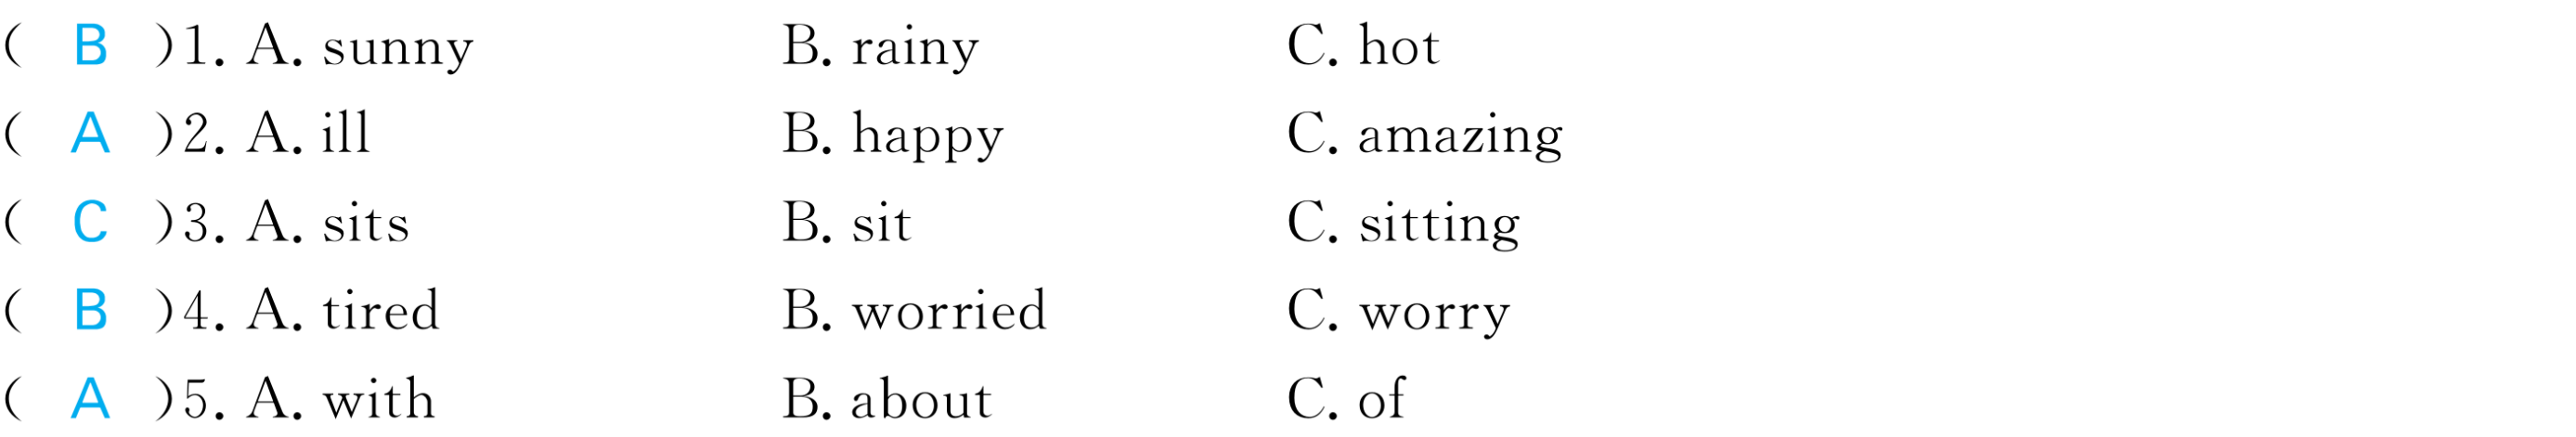 ( B )1. A. sunny B. rainy C. hot
( A )2. A. ill B. happy C. amazing
( C )3. A. sits B. sit C. sitting
( B )4. A. tired B. worried C. worry
( A )5. A. with B. about C. of